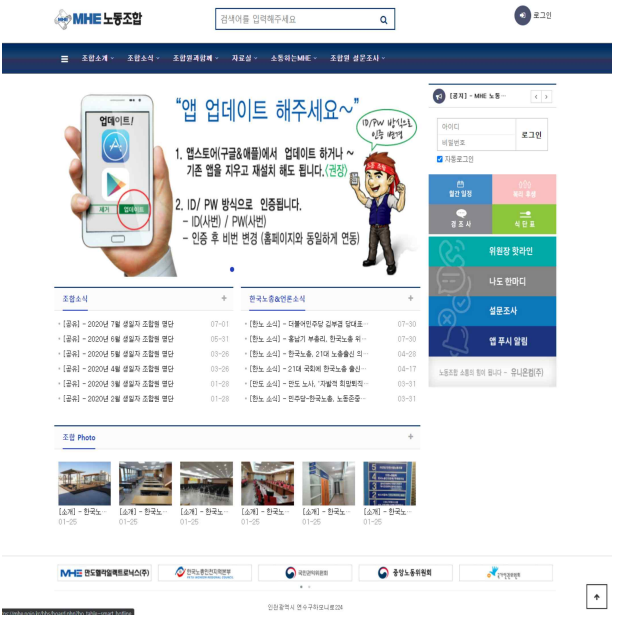 MHE 노동조합
검색어를 입력해주세요
로그인
조합소개 조합소식 조합원과함께 자료실 소통하는MHE 조합원 설문조사
업데이트!
제거 업데이트
“앱 업데이트 해주세요~”
ID/PW 방식으로
인증 변경
1. 앱스토어(구글&애플)에서 업데이트 하거나 ~
기존 앱을 지우고 재설치 해도 됩니다.(권장)
2. ID/ PW 방식으로 인증됩니다.
- ID(사번) / PW(사번)
- 인증 후 비번 변경 (홈페이지와 동일하게 연동)
[공지] - MHE 노동…
아이디
비밀번호
로그인
자동로그인
월간 일정
경 조 사
식 단 표
위원장 핫라인
나도 한마디
설문조사
앱 푸시 알림
노동조합 소통의 힘이 됩니다 - 유니온컴(주)
조합소식 +
[공유] - 2020년 7월 생일자 조합원 명단 07-01
[공유] - 2020년 6월 생일자 조합원 명단 05-31
[공유] - 2020년 5월 생일자 조합원 명단 03-26
[공유] - 2020년 4월 생일자 조합원 명단 03-26
[공유] - 2020년 3월 생일자 조합원 명단 01-28
[공유] - 2020년 2월 생일자 조합원 명단 01-28
한국노총&언론소식 +
[한노 소식] - 더불어민주당 김부겸 당대표… 07-30
[한노 소식] - 홍남기 부총리, 한국노총 위… 07-30
[한노 소식] - 한국노총, 21대 노총출신 의… 04-28
[한노 소식] - 21대 국회에 한국노총 출신… 04-17
[만도 소식] - 만도 노사, '자발적 희망퇴직… 03-31
[한노 소식] - 민주당-한국노총, 노동존중… 03-31
조합 Photo +
[소개] - 한국노… [소개] - 한국노… [소개] - 한국노… [소개] - 한국노… [소개] - 한국노… [소개] - 한국노…
01-25 01-25 01-25 01-25 01-25 01-25
MHE 만도헬라일렉트로닉스(주) 한국노총인천지역본부 국민권익위원회 중앙노동위원회
인천광역시 연수구하모니로224